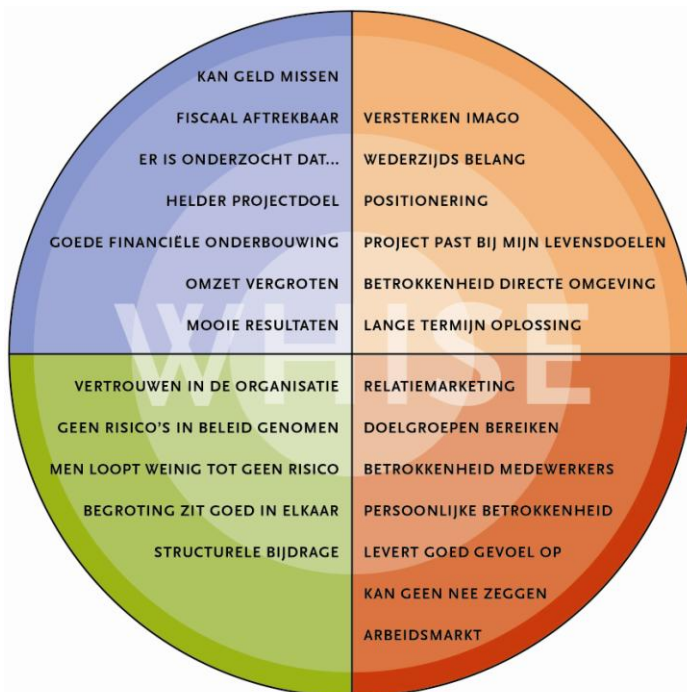 KAN GELD MISSEN
FISCAAL AFTREKBAAR
ER IS ONDERZOCHT DAT...
HELDER PROJECTDOEL
GOEDE FINANCIËLE ONDERBOUWING
OMZET VERGROTEN
MOOIE RESULTATEN
VERSTERKEN IMAGO
WEDERZIJDS BELANG
POSITIONERING
PROJECT PAST BIJ MIJN LEVENSDOELEN
BETROKKENHEID DIRECTE OMGEVING
LANGE TERMIJN OPLOSSING
WHISE
VERTROUWEN IN DE ORGANISATIE
GEEN RISICO'S IN BELEID GENOMEN
MEN LOOPT WEINIG TOT GEEN RISICO
BEGROTING ZIT GOED IN ELKAAR
STRUCTURELE BIJDRAGE
RELATIEMARKETING
DOELGROEPEN BEREIKEN
BETROKKENHEID MEDEWERKERS
PERSOONLIJKE BETROKKENHEID
LEVERT GOED GEVOEL OP
KAN GEEN NEE ZEGGEN
ARBEIDSMARKT